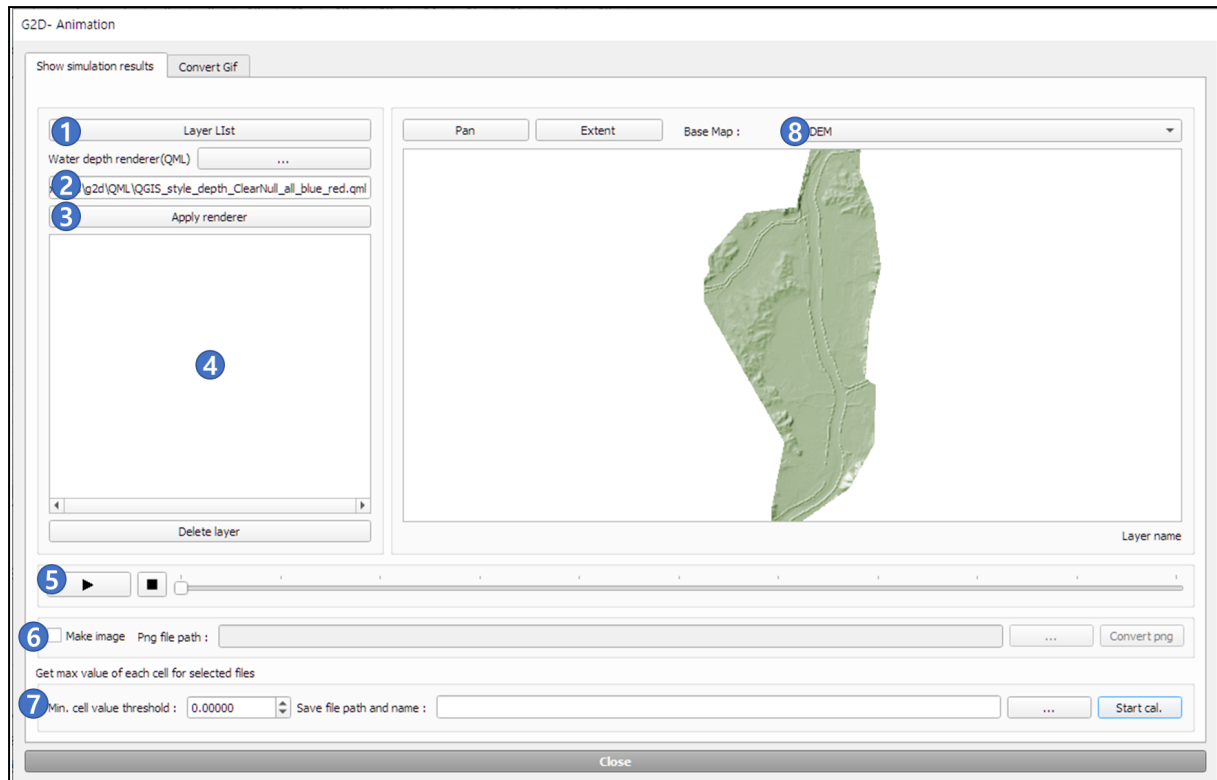 G2D- Animation
Show simulation results
Convert Gif
1 Layer LIst
Water depth renderer(QML) ...
2 \g2d\QML\QGIS_style_depth_ClearNull_all_blue_red.qml
3 Apply renderer
4
Delete layer
Pan Extent Base Map : 8 DEM
Layer name
5
6 Make image Png file path : ... Convert png
Get max value of each cell for selected files
7 Min. cell value threshold : 0.00000 Save file path and name : ... Start cal.
Close